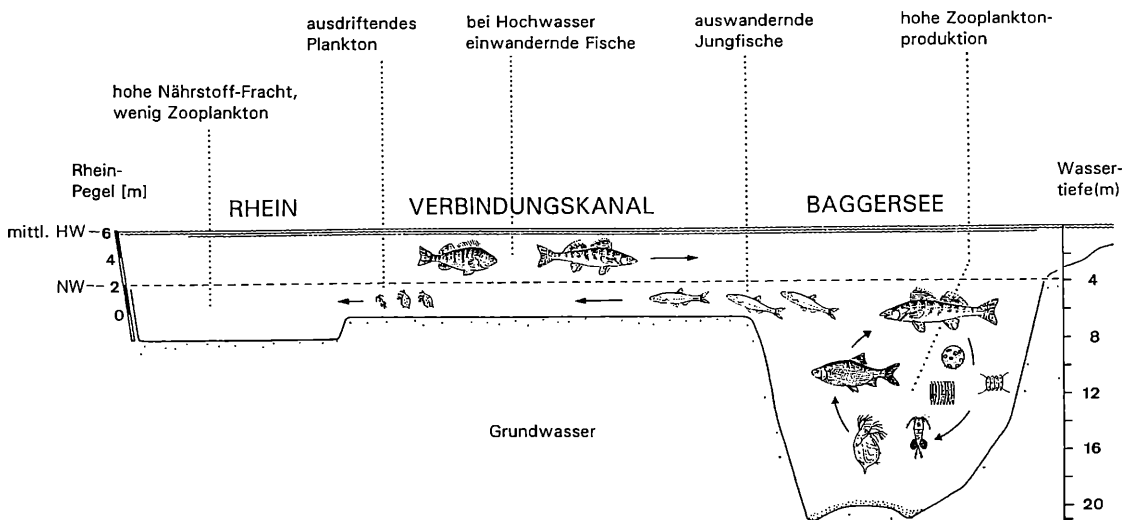 ausdriftendes
Plankton
bei Hochwasser
einwandernde Fische
auswandernde
Jungfische
hohe Zooplankton-
produktion
hohe Nährstoff-Fracht,
wenig Zooplankton
Rhein-
Pegel [m]
Wasser-
tiefe(m)
RHEIN
VERBINDUNGSKANAL
BAGGERSEE
mittl. HW 6
4
NW 2
0
4
8
12
16
20
Grundwasser